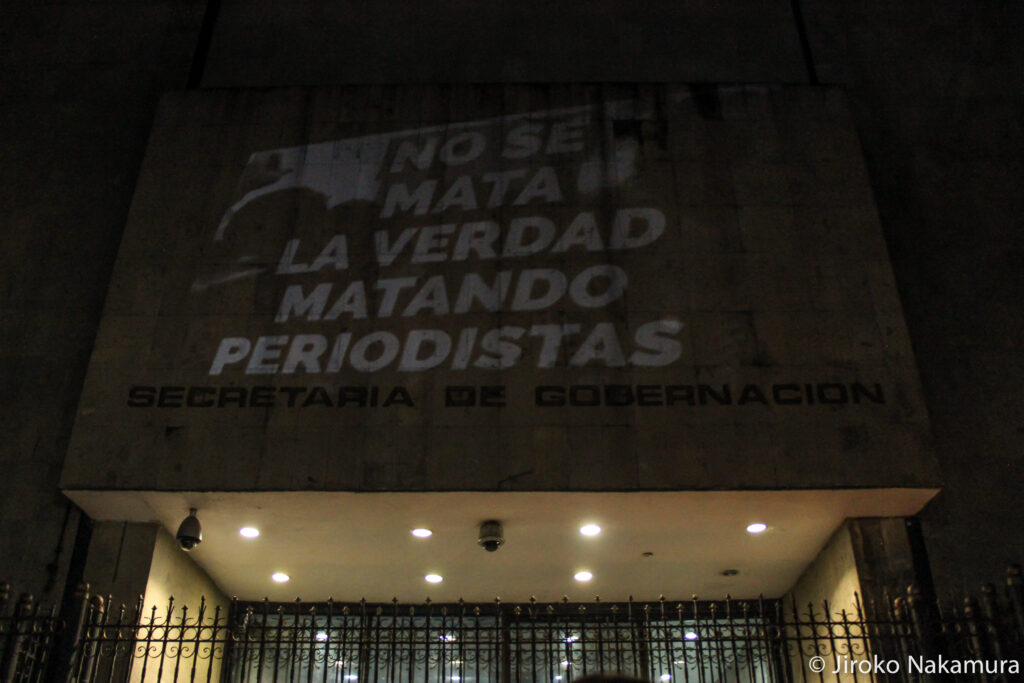 NO SE
MATA
LA VERDAD
MATANDO
PERIODISTAS
SECRETARIA DE GOBERNACION
© Jiroko Nakamura